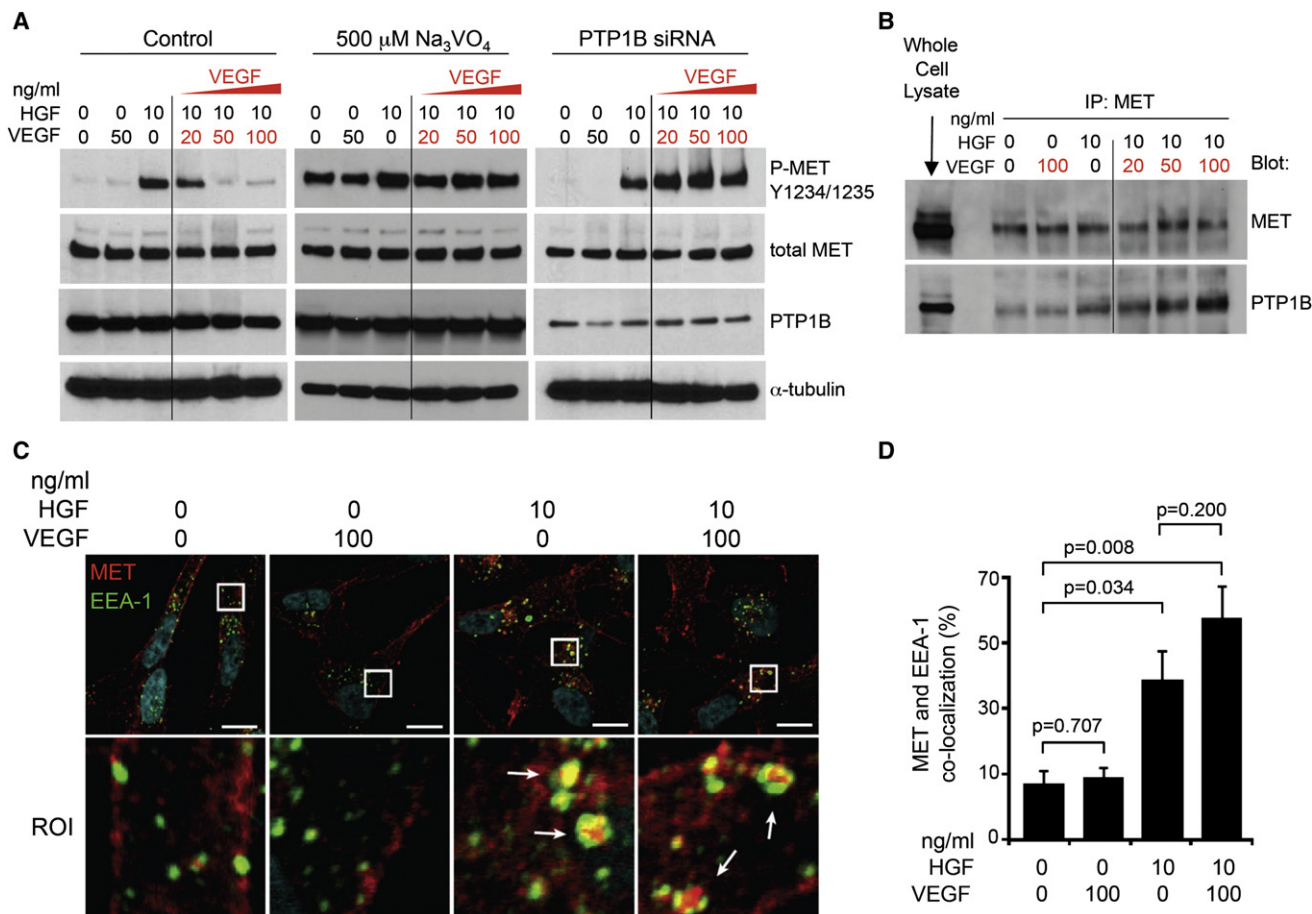 A
Control
500 µM Na₃VO₄
PTP1B siRNA
VEGF
VEGF
VEGF
ng/ml
HGF 0 0 10 10 10 10 0 0 10 10 10 10 0 0 10 10 10 10
VEGF 0 50 0 20 50 100 0 50 0 20 50 100 0 50 0 20 50 100
P-MET
Y1234/1235
total MET
PTP1B
α-tubulin
B
Whole
Cell
Lysate
IP: MET
ng/ml
HGF 0 0 10 10 10 10
VEGF 0 100 0 20 50 100 Blot:
MET
PTP1B
C
ng/ml
HGF 0 0 10 10
VEGF 0 100 0 100
MET
EEA-1
ROI
D
p=0.200
p=0.008
p=0.034
p=0.707
MET and EEA-1
co-localization (%)
70
50
30
10
0
ng/ml
HGF 0 0 10 10
VEGF 0 100 0 100